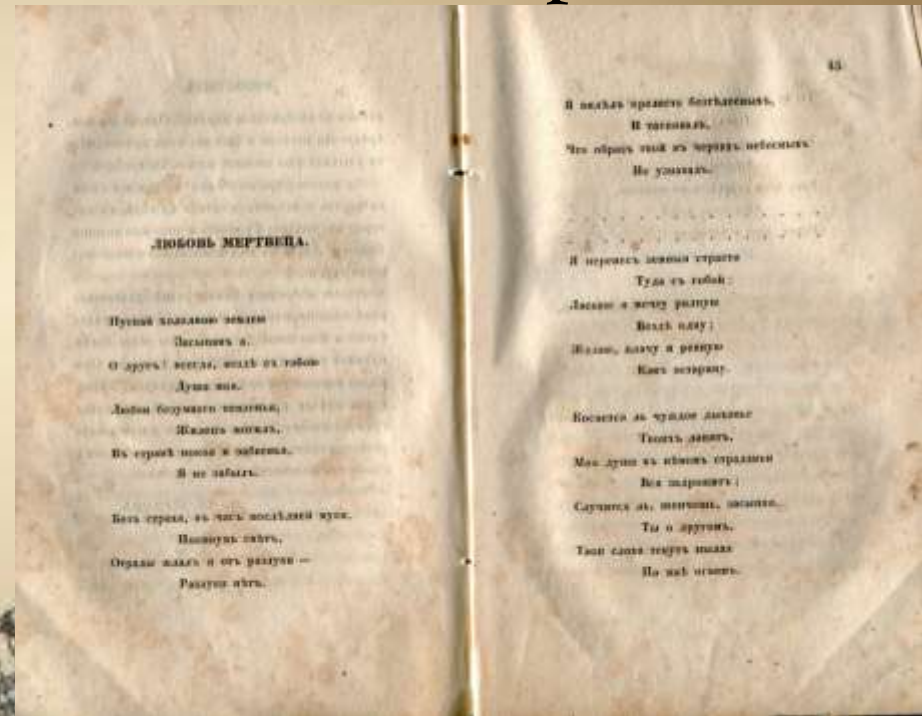 ЛЮБОВЬ МЕРТВЕЦА.
Пускай холодною землею
Засыпанъ я.
О другъ! всегда, вездѣ съ тобою
Душа моя.
Любви безумнаго томленья,
Жилецъ могилъ,
Въ странѣ покоя и забвенья,
Я не забылъ.
Безъ страха, въ часъ послѣдней муки,
Покинувъ свѣтъ,
Отрады ждалъ я отъ разлуки —
Разлуки нѣтъ.
Я видѣлъ прелесть безтѣлесныхъ,
И тосковалъ,
Что образъ твой въ чертахъ небесныхъ
Не узнавалъ.
Я перенесъ земныя страсти
Туда съ собой:
Ласкаю я мечту родную
Вездѣ одну;
Желаю, плачу и ревную
Какъ встарину.
Коснется ль чуждое дыханье
Твоихъ ланитъ,
Моя душа въ нѣмомъ страданьи
Вся задрожитъ;
Случится ль, шепчешь, засыпая,
Ты о другомъ,
Твои слова текутъ пылая
По мнѣ огнемъ.